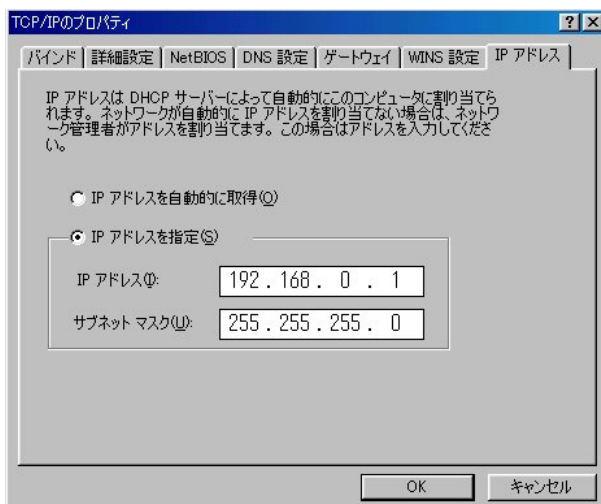 TCP/IPのプロパティ
バインド 詳細設定 NetBIOS DNS 設定 ゲートウェイ WINS 設定 IP アドレス
IP アドレスは DHCP サーバーによって自動的にこのコンピュータに割り当てら
れます。ネットワークが自動的に IP アドレスを割り当てない場合は、ネットワ
ーク管理者がアドレスを割り当てます。この場合はアドレスを入力してくださ
い。
IP アドレスを自動的に取得(O)
IP アドレスを指定(S)
IP アドレス(I): 192 . 168 . 0 . 1
サブネット マスク(U): 255 . 255 . 255 . 0
OK キャンセル